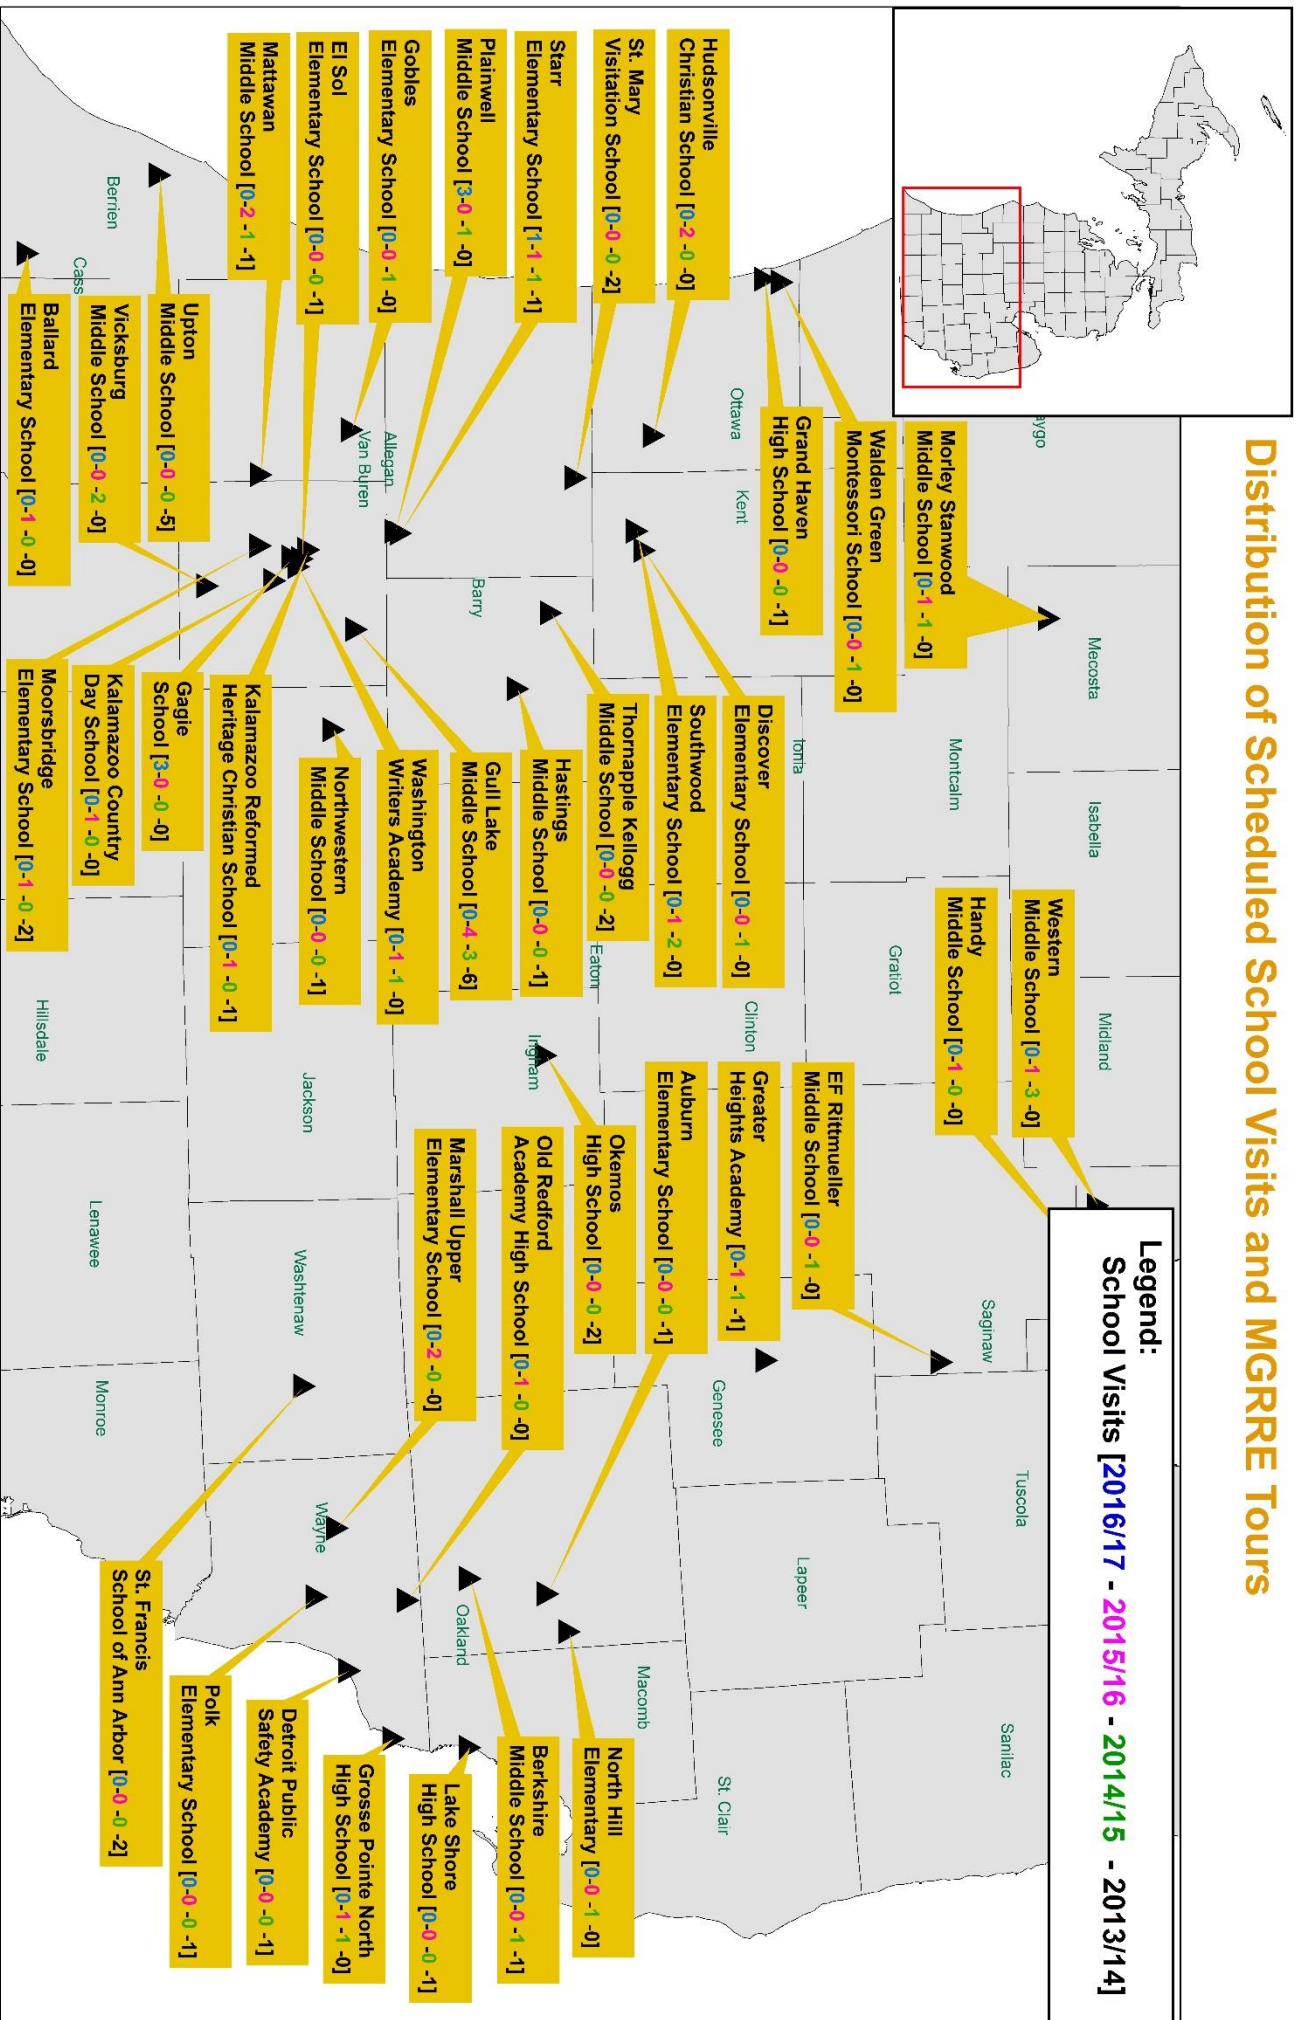 Distribution of Scheduled School Visits and MGRRE Tours
Legend:
School Visits [2016/17 - 2015/16 - 2014/15 - 2013/14]
Mecosta
Isabella
Midland
Montcalm
Gratiot
Saginaw
Tuscola
Sanilac
Ottawa
Kent
Ionia
Clinton
Genesee
Lapeer
St. Clair
Macomb
Allegan
Van Buren
Barry
Eaton
Ingham
Oakland
Jackson
Washtenaw
Wayne
Berrien
Cass
Hillsdale
Lenawee
Monroe
Morley Stanwood
Middle School [0-1 -1 -0]
Walden Green
Montessori School [0-0 -1 -0]
Grand Haven
High School [0-0 -0 -1]
Western
Middle School [0-1 -3 -0]
Handy
Middle School [0-1 -0 -0]
EF Rittmueller
Middle School [0-0 -1 -0]
Greater
Heights Academy [0-1 -1 -1]
Auburn
Elementary School [0-0 -0 -1]
Okemos
High School [0-0 -0 -2]
Old Redford
Academy High School [0-1 -0 -0]
Marshall Upper
Elementary School [0-2 -0 -0]
Hudsonville
Christian School [0-2 -0 -0]
St. Mary
Visitation School [0-0 -0 -2]
Starr
Elementary School [1-1 -1 -1]
Plainwell
Middle School [3-0 -1 -0]
Gobles
Elementary School [0-0 -1 -0]
El Sol
Elementary School [0-0 -0 -1]
Mattawan
Middle School [0-2 -1 -1]
Discover
Elementary School [0-0 -1 -0]
Southwood
Elementary School [0-1 -2 -0]
Thornapple Kellogg
Middle School [0-0 -0 -2]
Hastings
Middle School [0-0 -0 -1]
Gull Lake
Middle School [0-4 -3 -6]
Washington
Writers Academy [0-1 -1 -0]
Northwestern
Middle School [0-0 -0 -1]
Kalamazoo Reformed
Heritage Christian School [0-1 -0 -1]
Gagie
School [3-0 -0 -0]
Kalamazoo Country
Day School [0-1 -0 -0]
Moorsbridge
Elementary School [0-1 -0 -2]
Upton
Middle School [0-0 -0 -5]
Vicksburg
Middle School [0-0 -2 -0]
Ballard
Elementary School [0-1 -0 -0]
North Hill
Elementary [0-0 -1 -0]
Berkshire
Middle School [0-0 -1 -1]
Lake Shore
High School [0-0 -0 -1]
Grosse Pointe North
High School [0-1 -1 -0]
Detroit Public
Safety Academy [0-0 -0 -1]
Polk
Elementary School [0-0 -0 -1]
St. Francis
School of Ann Arbor [0-0 -0 -2]